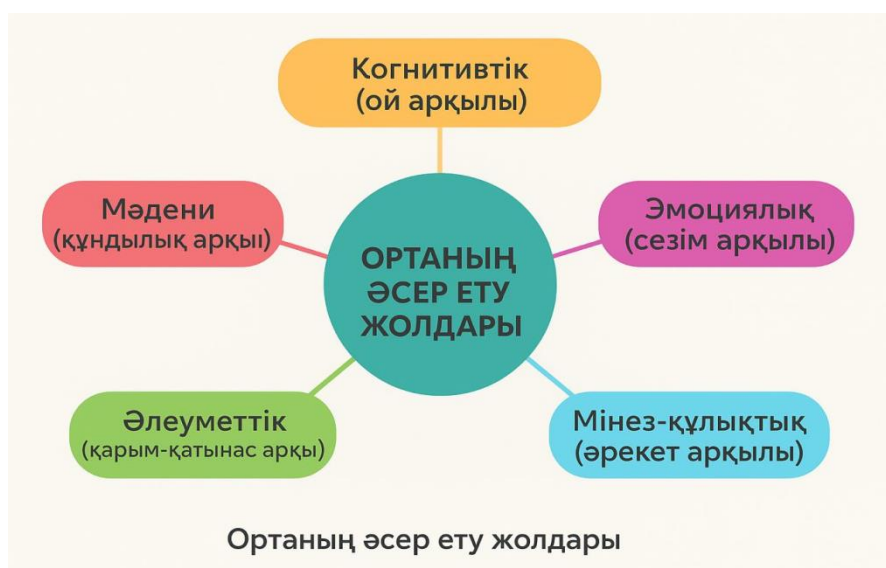 Когнитивтік
(ой арқылы)
Мәдени
(құндылық арқыı)
Эмоциялық
(сезім арқылы)
ОРТАНЫҢ
ӘСЕР ЕТУ
ЖОЛДАРЫ
Әлеуметтік
(қарым-қатынас арқы)
Мінез-құлықтық
(әрекет арқылы)
Ортаның әсер ету жолдары